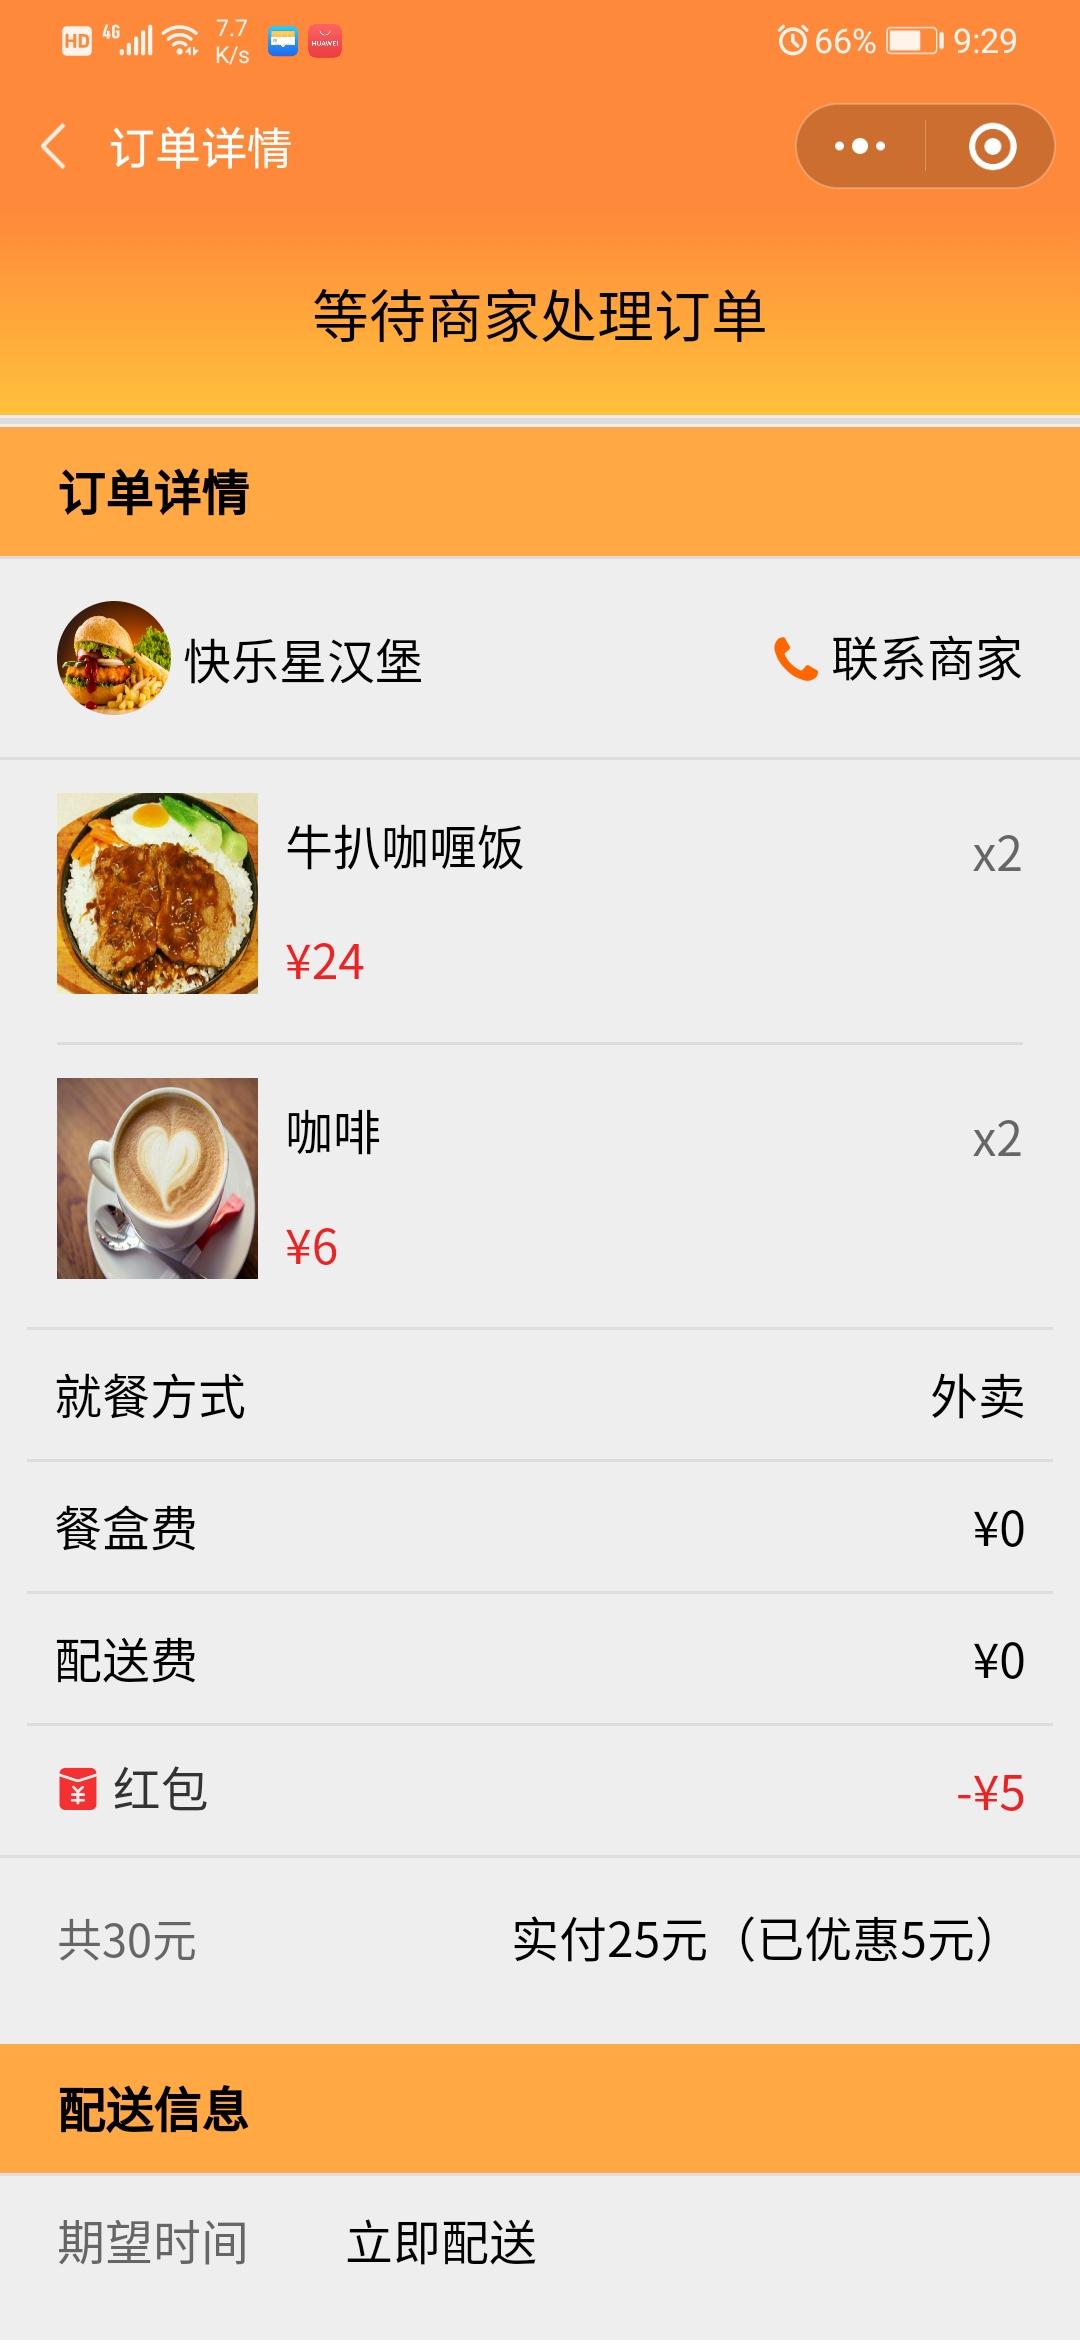 HD 4G 7.7 K/s HUAWEI 66% 9:29
订单详情
等待商家处理订单
订单详情
快乐星汉堡 联系商家
牛扒咖喱饭 x2
¥24
咖啡 x2
¥6
就餐方式 外卖
餐盒费 ¥0
配送费 ¥0
¥ 红包 -¥5
共30元 实付25元（已优惠5元）
配送信息
期望时间 立即配送